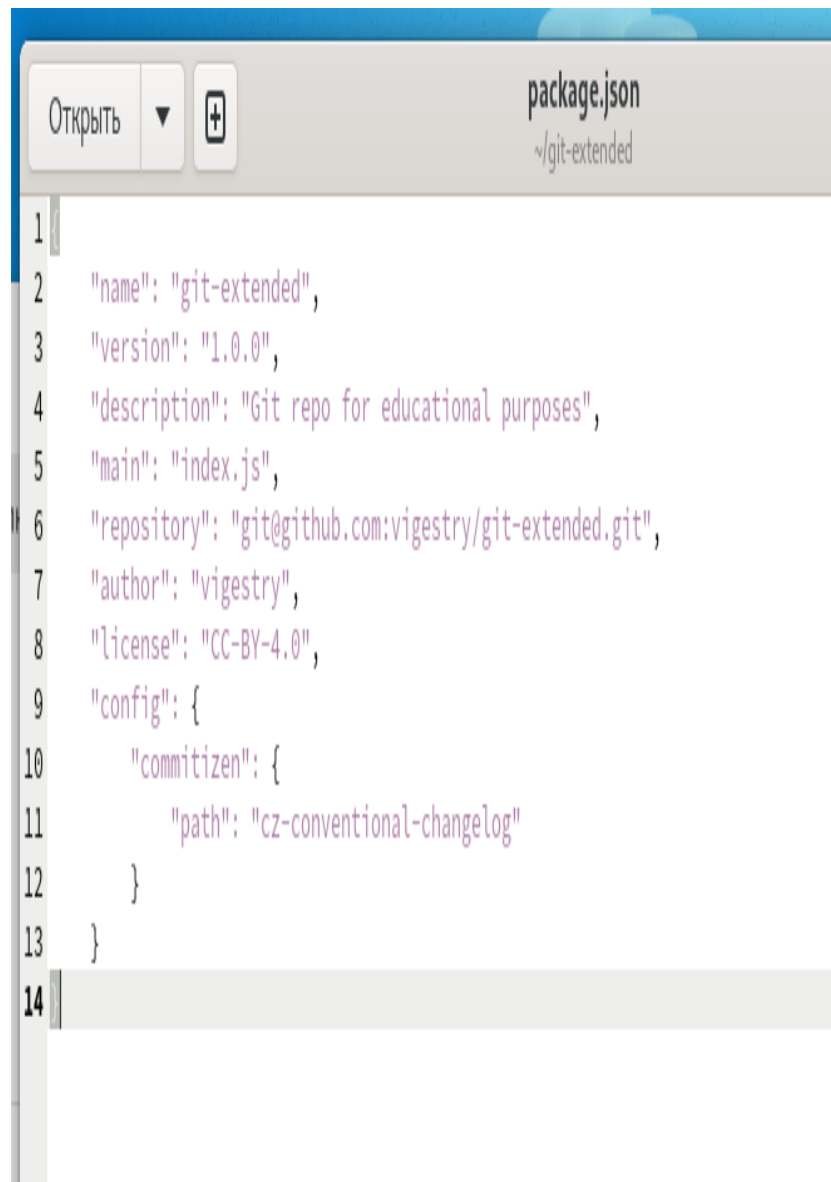 Открыть
package.json
~/git-extended
1 {
2 "name": "git-extended",
3 "version": "1.0.0",
4 "description": "Git repo for educational purposes",
5 "main": "index.js",
6 "repository": "git@github.com:vigestry/git-extended.git",
7 "author": "vigestry",
8 "license": "CC-BY-4.0",
9 "config": {
10 "commitizen": {
11 "path": "cz-conventional-changelog"
12 }
13 }
14 }